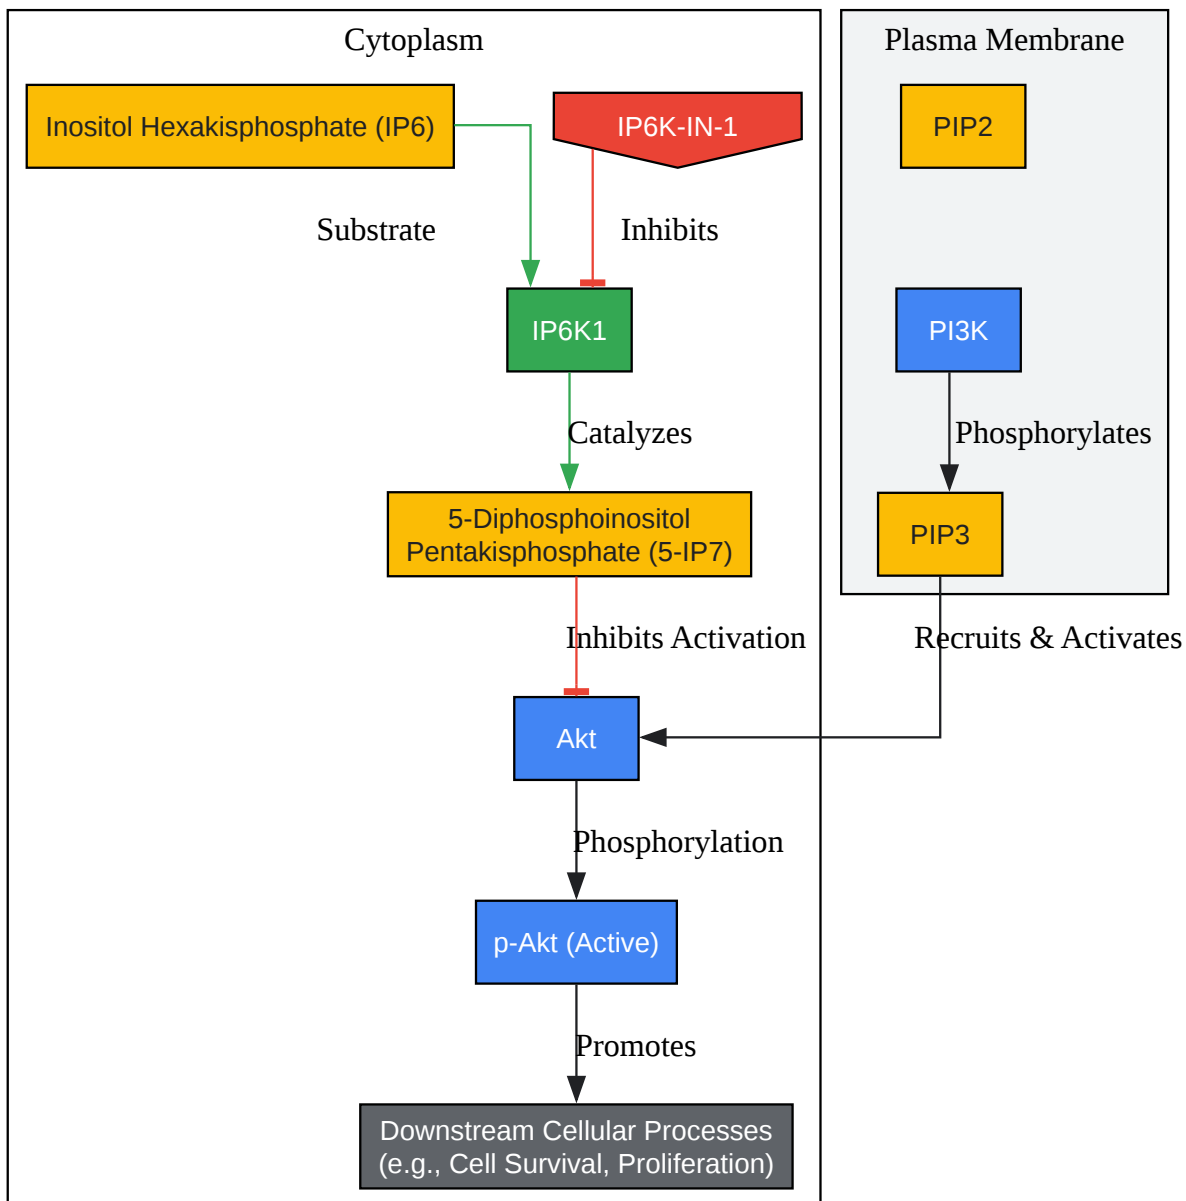 Cytoplasm
Plasma Membrane
Inositol Hexakisphosphate (IP6)
IP6K-IN-1
PIP2
Substrate
Inhibits
IP6K1
PI3K
Catalyzes
Phosphorylates
5-Diphosphoinositol
Pentakisphosphate (5-IP7)
PIP3
Inhibits Activation
Recruits & Activates
Akt
Phosphorylation
p-Akt (Active)
Promotes
Downstream Cellular Processes
(e.g., Cell Survival, Proliferation)